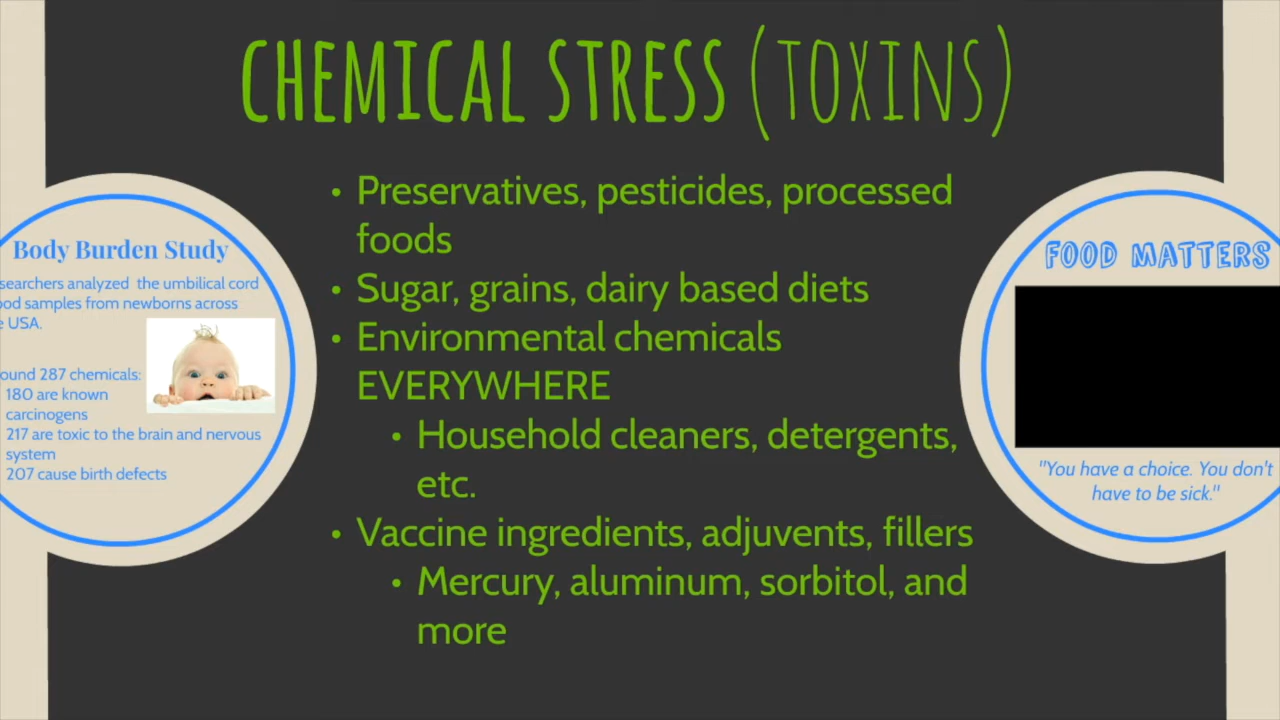 CHEMICAL STRESS (TOXINS)
• Preservatives, pesticides, processed
foods
• Sugar, grains, dairy based diets
• Environmental chemicals
EVERYWHERE
• Household cleaners, detergents,
etc.
• Vaccine ingredients, adjuvents, fillers
• Mercury, aluminum, sorbitol, and
more
Body Burden Study
searchers analyzed the umbilical cord
ood samples from newborns across
e USA.
ound 287 chemicals:
180 are known
carcinogens
217 are toxic to the brain and nervous
system
207 cause birth defects
FOOD MATTERS
"You have a choice. You don't
have to be sick."